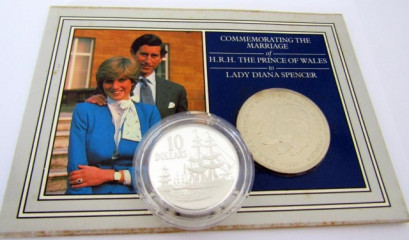 COMMEMORATING THE
MARRIAGE
of
H.R.H. THE PRINCE OF WALES
to
LADY DIANA SPENCER
10
DOLLARS